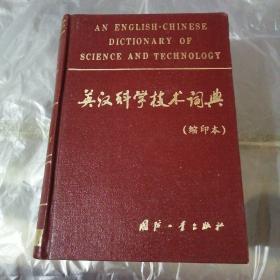 AN ENGLISH-CHINESE
DICTIONARY OF
SCIENCE AND TECHNOLOGY
英汉科学技术词典
(缩印本)
国防工业出版社